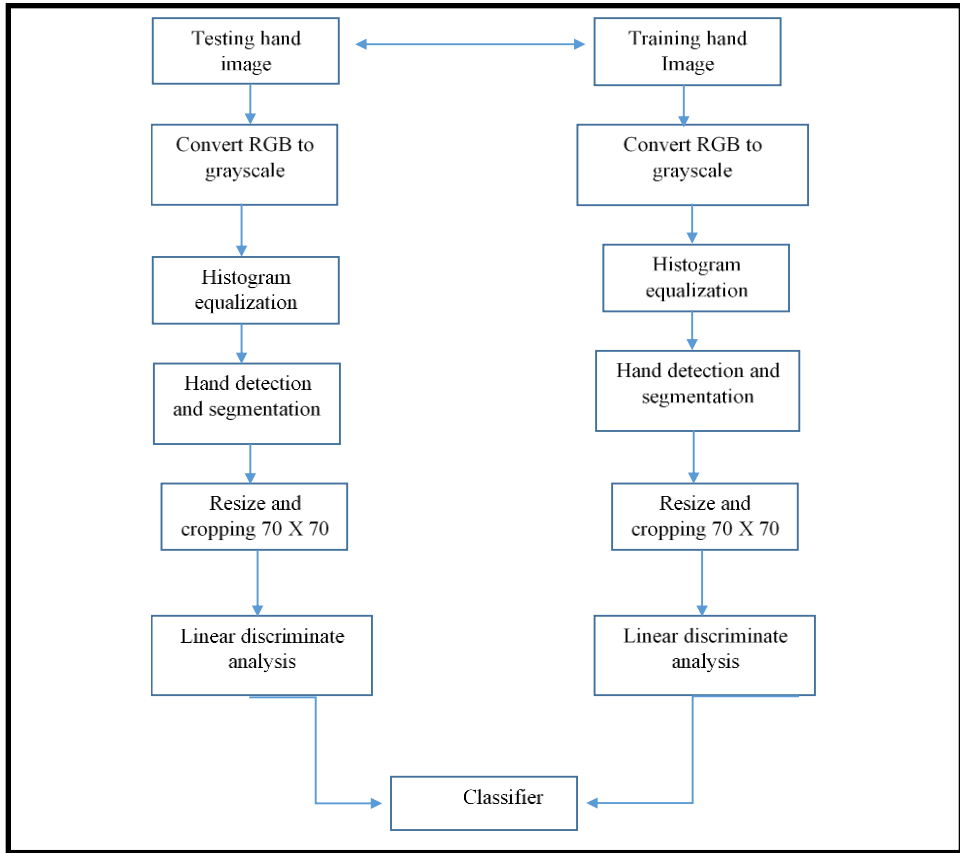 Testing hand
image
Training hand
Image
Convert RGB to
grayscale
Convert RGB to
grayscale
Histogram
equalization
Histogram
equalization
Hand detection
and segmentation
Hand detection and
segmentation
Resize and
cropping 70 X 70
Resize and
cropping 70 X 70
Linear discriminate
analysis
Linear discriminate
analysis
Classifier